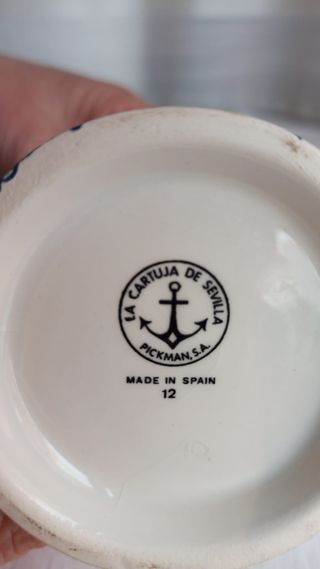 LA CARTUJA DE SEVILLA
PICKMAN, S.A.
MADE IN SPAIN
12